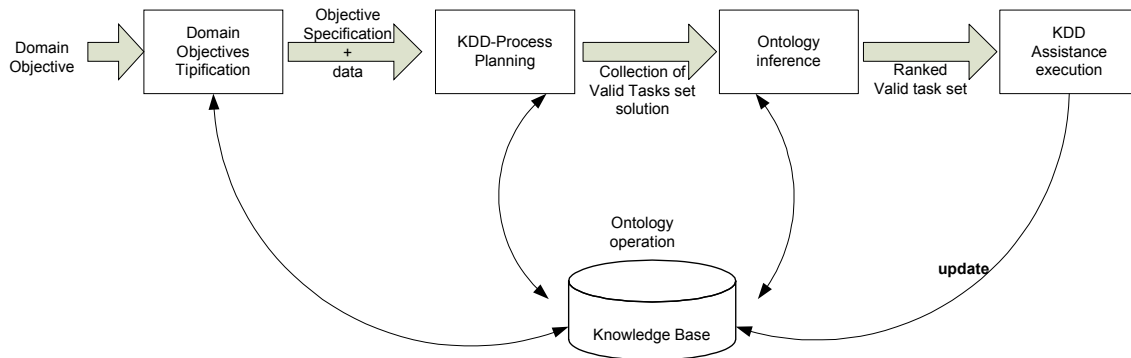 Domain
Objective
Domain
Objectives
Tipification
Objective
Specification
+
data
KDD-Process
Planning
Collection of
Valid Tasks set
solution
Ontology
inference
Ranked
Valid task set
KDD
Assistance
execution
Ontology
operation
update
Knowledge Base